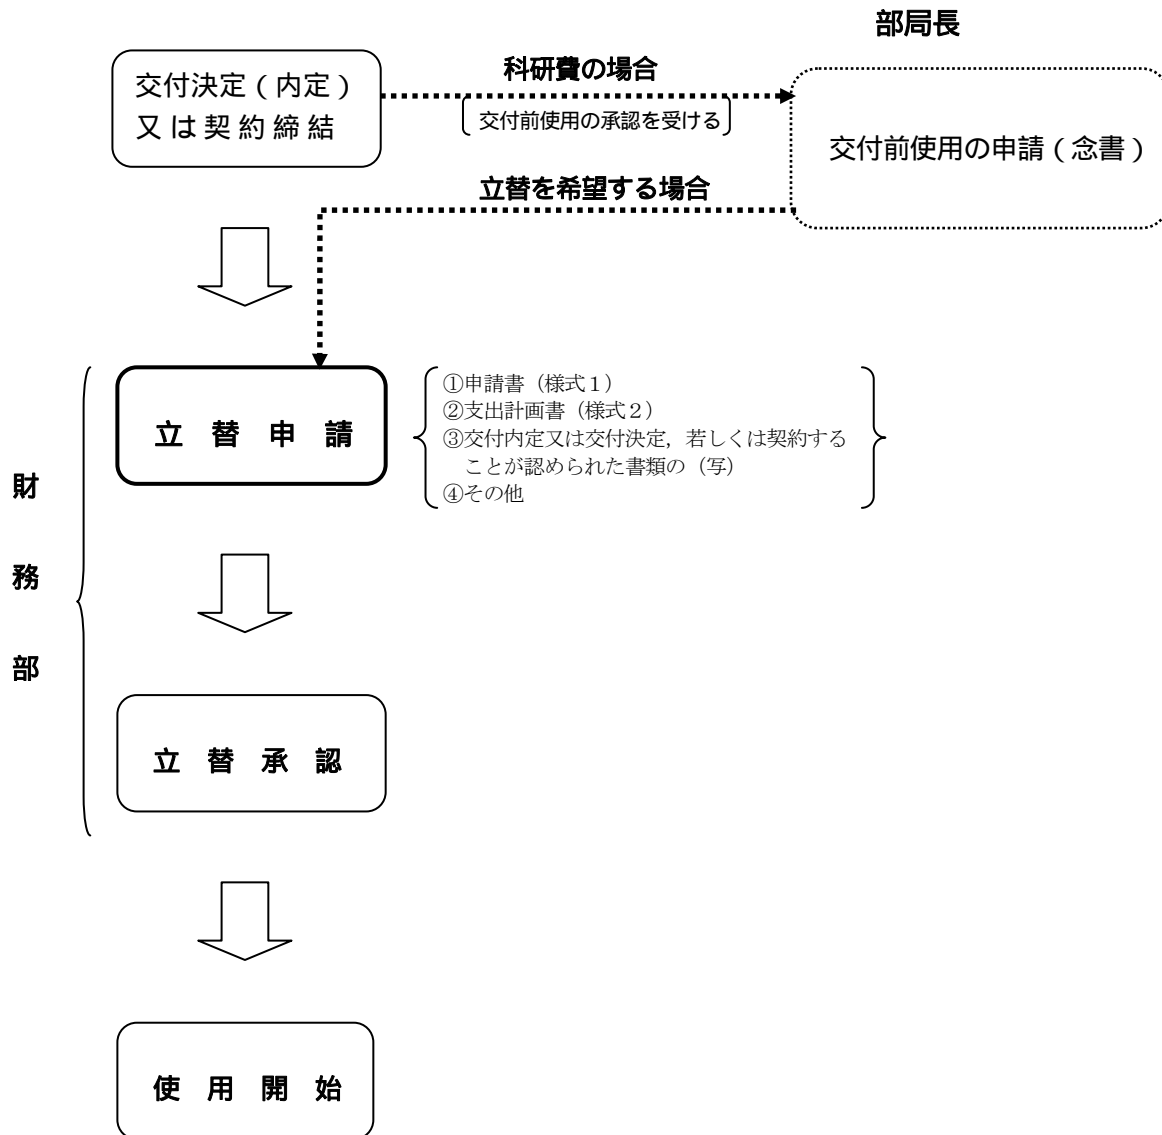 部局長
科研費の場合
交付決定（内定）
又は契約締結
交付前使用の承認を受ける
交付前使用の申請（念書）
立替を希望する場合
立替申請
①申請書（様式１）
②支出計画書（様式２）
③交付内定又は交付決定，若しくは契約する
ことが認められた書類の（写）
④その他
財務部
立替承認
使用開始